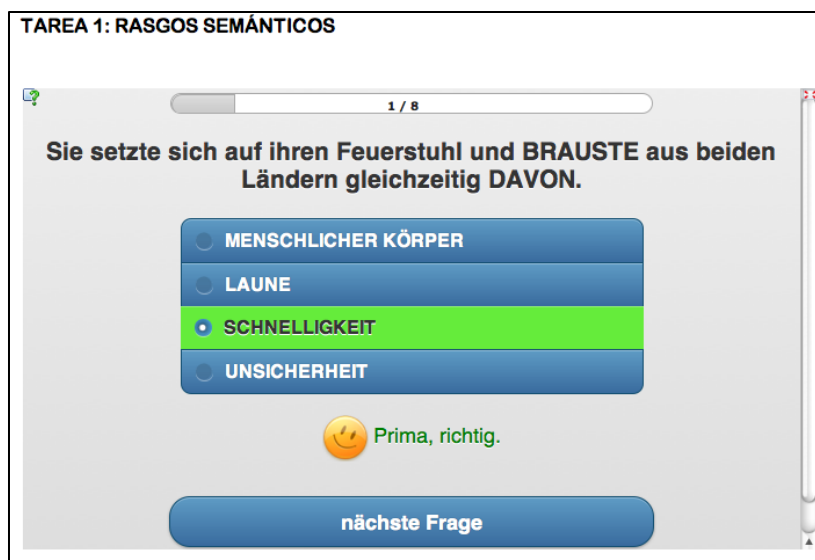 TAREA 1: RASGOS SEMÁNTICOS
1 / 8
Sie setzte sich auf ihren Feuerstuhl und BRAUSTE aus beiden
Ländern gleichzeitig DAVON.
MENSCHLICHER KÖRPER
LAUNE
SCHNELLIGKEIT
UNSICHERHEIT
Prima, richtig.
nächste Frage